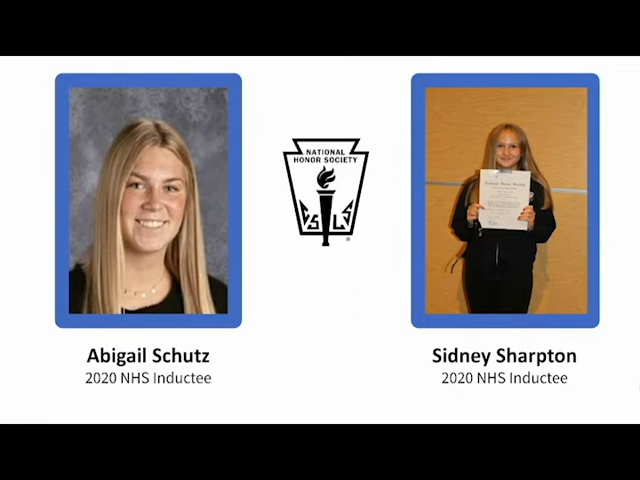 NATIONAL
HONOR SOCIETY
®
Abigail Schutz
2020 NHS Inductee
Sidney Sharpton
2020 NHS Inductee